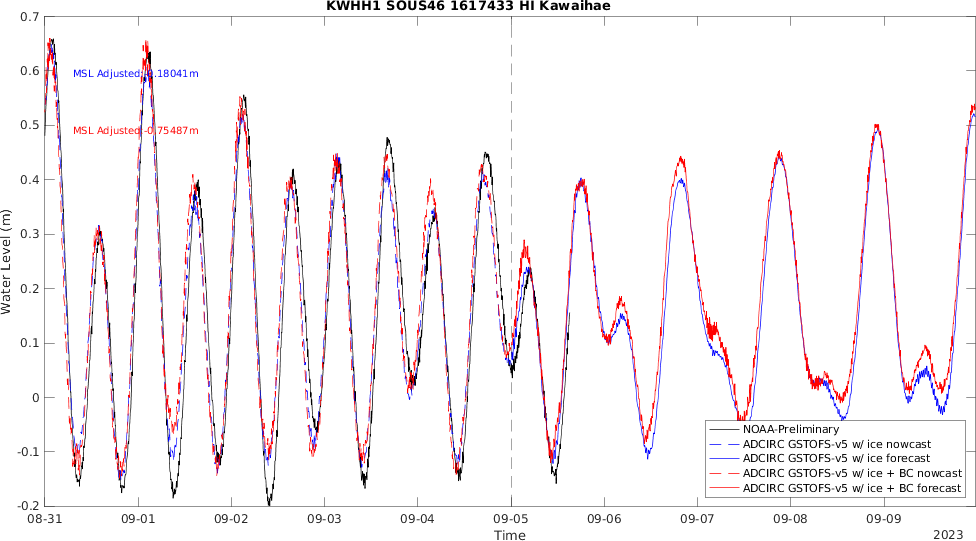 KWHH1 SOUS46 1617433 HI Kawaihae
0.7
0.6
0.5
0.4
0.3
0.2
0.1
0
-0.1
-0.2
Water Level (m)
MSL Adjusted
MSL Adjusted
08-31 09-01 09-02 09-03 09-04 09-05 09-06 09-07 09-08 09-09
Time
2023
NOAA-Preliminary
ADCIRC GSTOFS-v5 w/ ice nowcast
ADCIRC GSTOFS-v5 w/ ice forecast
ADCIRC GSTOFS-v5 w/ ice + BC nowcast
ADCIRC GSTOFS-v5 w/ ice + BC forecast